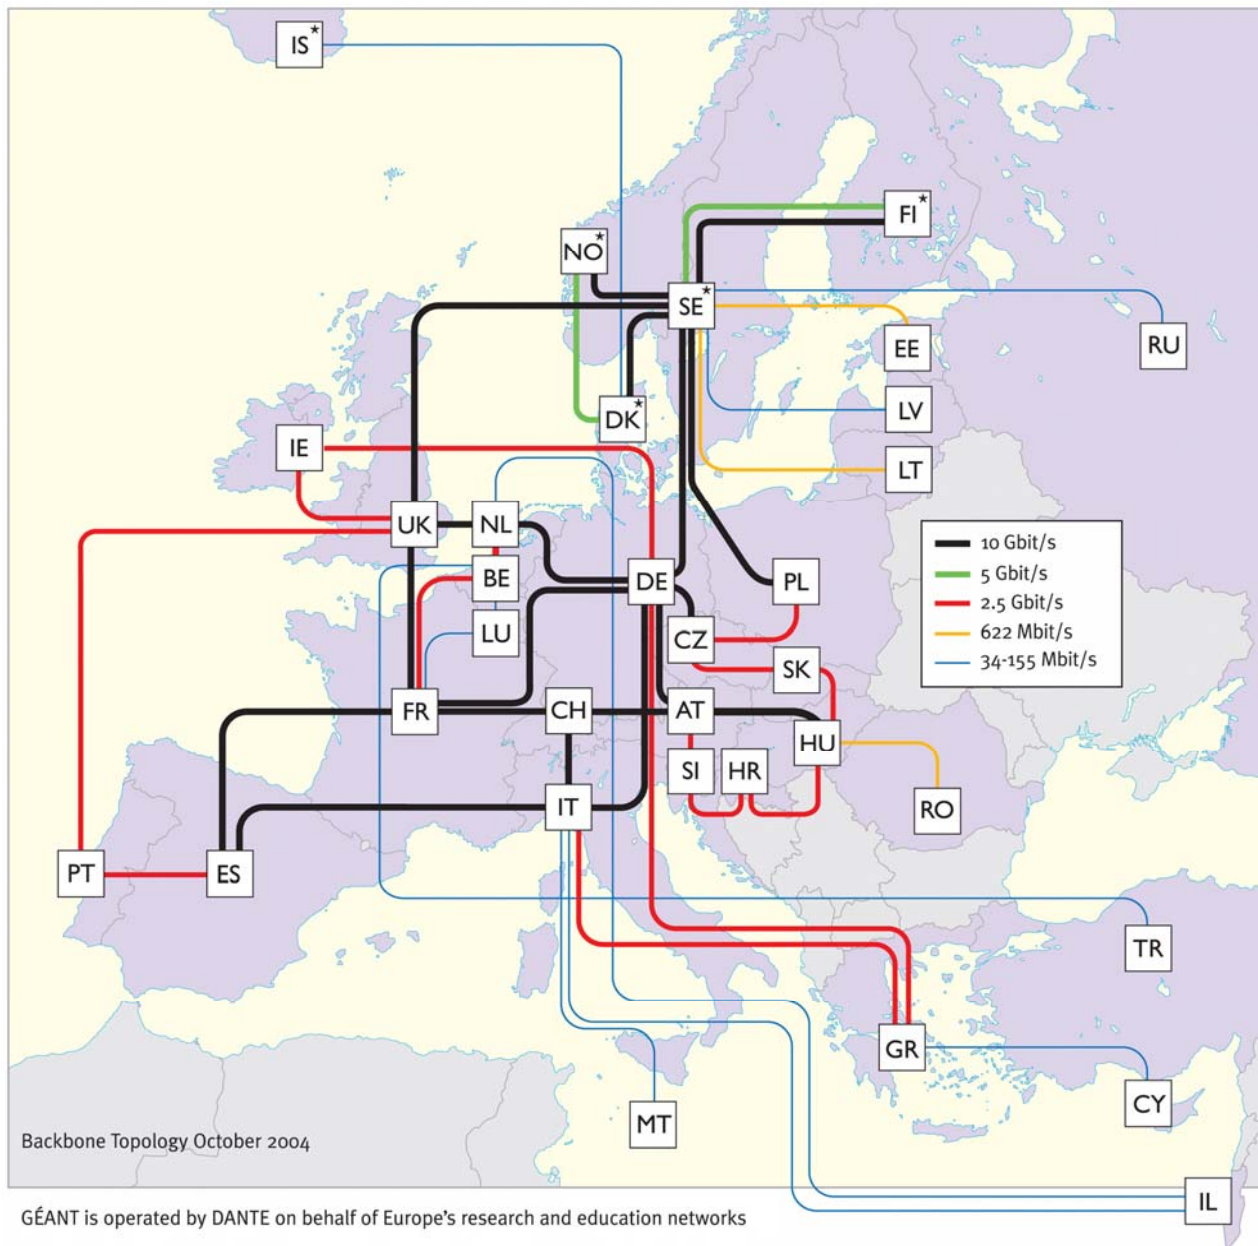 IS*
FI*
NO*
SE*
EE
RU
DK*
LV
IE
LT
UK
NL
10 Gbit/s
5 Gbit/s
2.5 Gbit/s
622 Mbit/s
34-155 Mbit/s
BE
DE
PL
LU
CZ
SK
FR
CH
AT
HU
SI
HR
IT
RO
PT
ES
TR
GR
CY
MT
Backbone Topology October 2004
IL
GÉANT is operated by DANTE on behalf of Europe's research and education networks